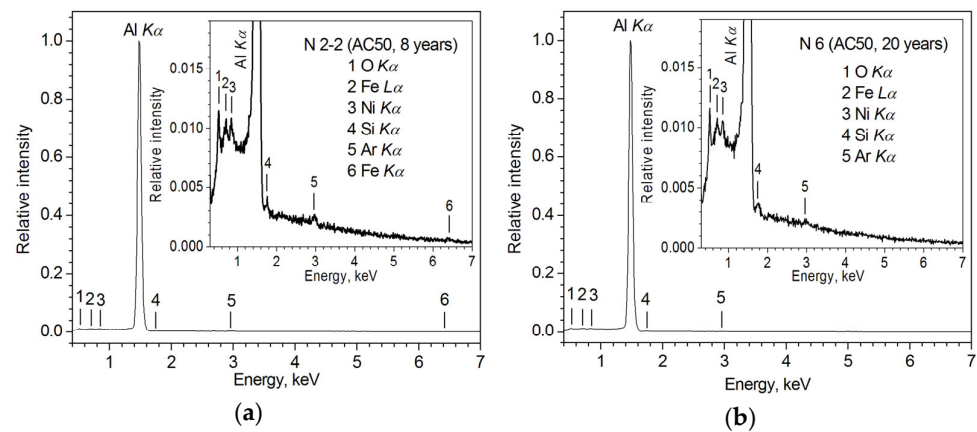 Al Kα
N 2-2 (AC50, 8 years)
1 O Kα
2 Fe Lα
3 Ni Kα
4 Si Kα
5 Ar Kα
6 Fe Kα
Al Kα
1
2
3
4
5
6
0.015
0.010
0.005
0.000
Relative intensity
1 2 3 4 5 6 7
Energy, keV
1.0
0.8
0.6
0.4
0.2
0.0
Relative intensity
1 2 3 4 5 6
1 2 3 4 5 6 7
Energy, keV
(a)
Al Kα
N 6 (AC50, 20 years)
1 O Kα
2 Fe Lα
3 Ni Kα
4 Si Kα
5 Ar Kα
Al Kα
1
2
3
4
5
0.015
0.010
0.005
0.000
Relative intensity
1 2 3 4 5 6 7
Energy, keV
1.0
0.8
0.6
0.4
0.2
0.0
Relative intensity
1 2 3 4 5
1 2 3 4 5 6 7
Energy, keV
(b)